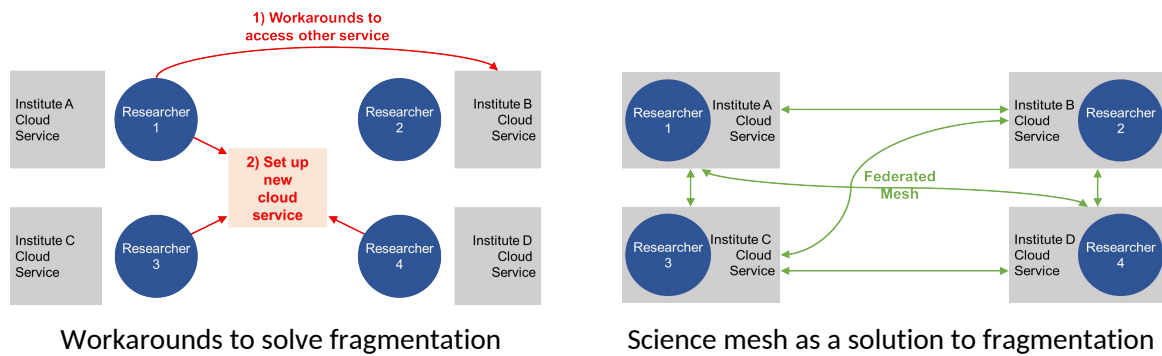 1) Workarounds to
access other service
Institute A
Cloud
Service
Researcher
1
Researcher
2
Institute B
Cloud
Service
2) Set up
new
cloud
service
Institute C
Cloud
Service
Researcher
3
Researcher
4
Institute D
Cloud
Service
Workarounds to solve fragmentation
Researcher
1
Institute A
Cloud
Service
Institute B
Cloud
Service
Researcher
2
Federated
Mesh
Researcher
3
Institute C
Cloud
Service
Institute D
Cloud
Service
Researcher
4
Science mesh as a solution to fragmentation